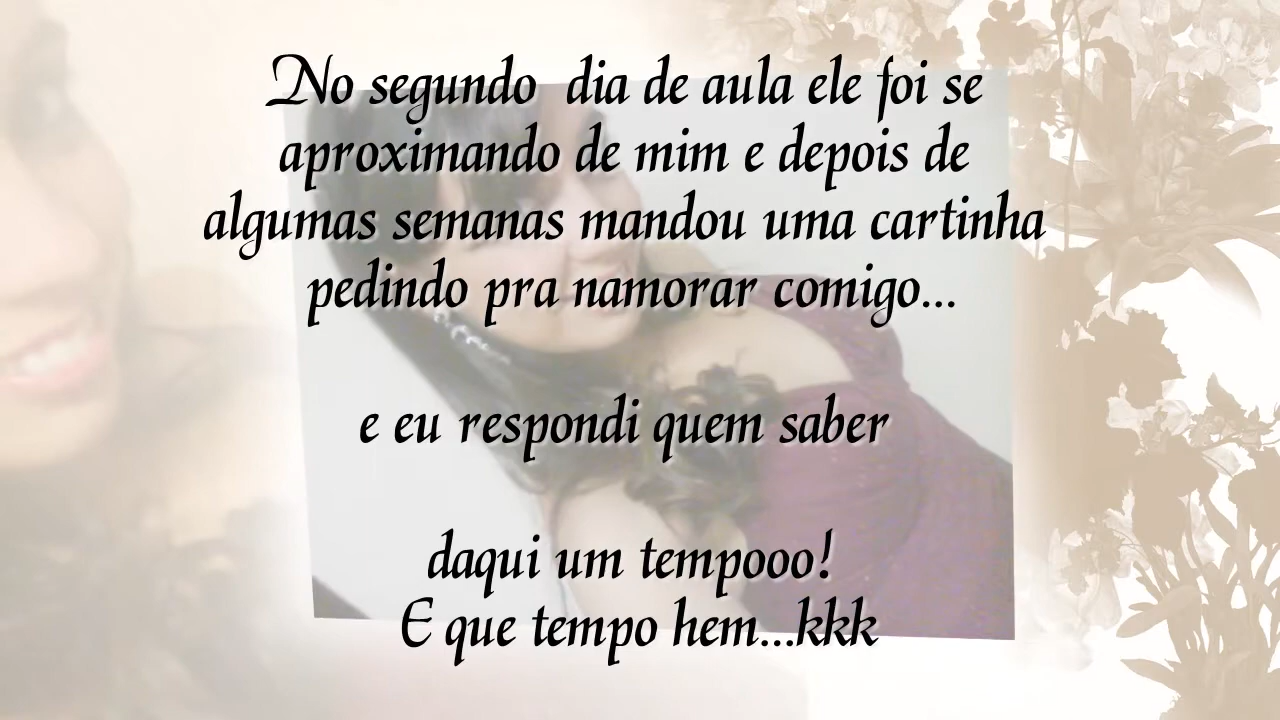 No segundo dia de aula ele foi se
aproximando de mim e depois de
algumas semanas mandou uma cartinha
pedindo pra namorar comigo...
e eu respondi quem saber
daqui um tempooo!
E que tempo hem...kkk